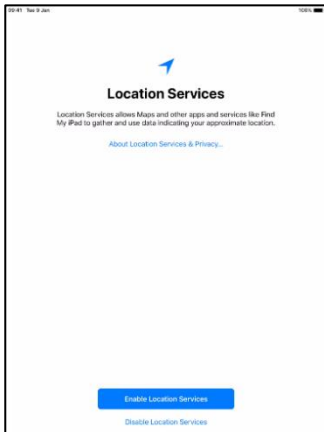 20:41 Tue 9 Jan
100%
Location Services
Location Services allows Maps and other apps and services like Find
My iPad to gather and use data indicating your approximate location.
About Location Services & Privacy...
Enable Location Services
Disable Location Services